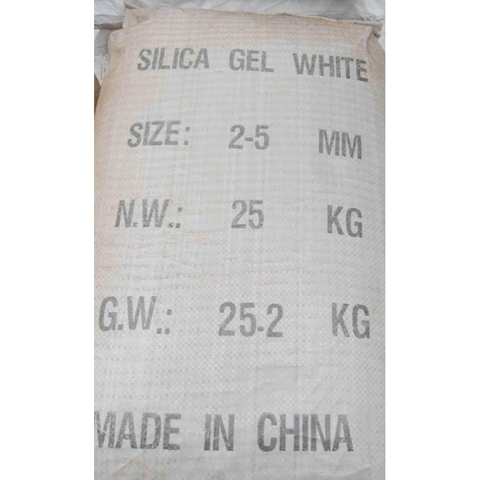 SILICA GEL WHITE
SIZE: 2-5 MM
N.W.: 25 KG
G.W.: 25.2 KG
MADE IN CHINA